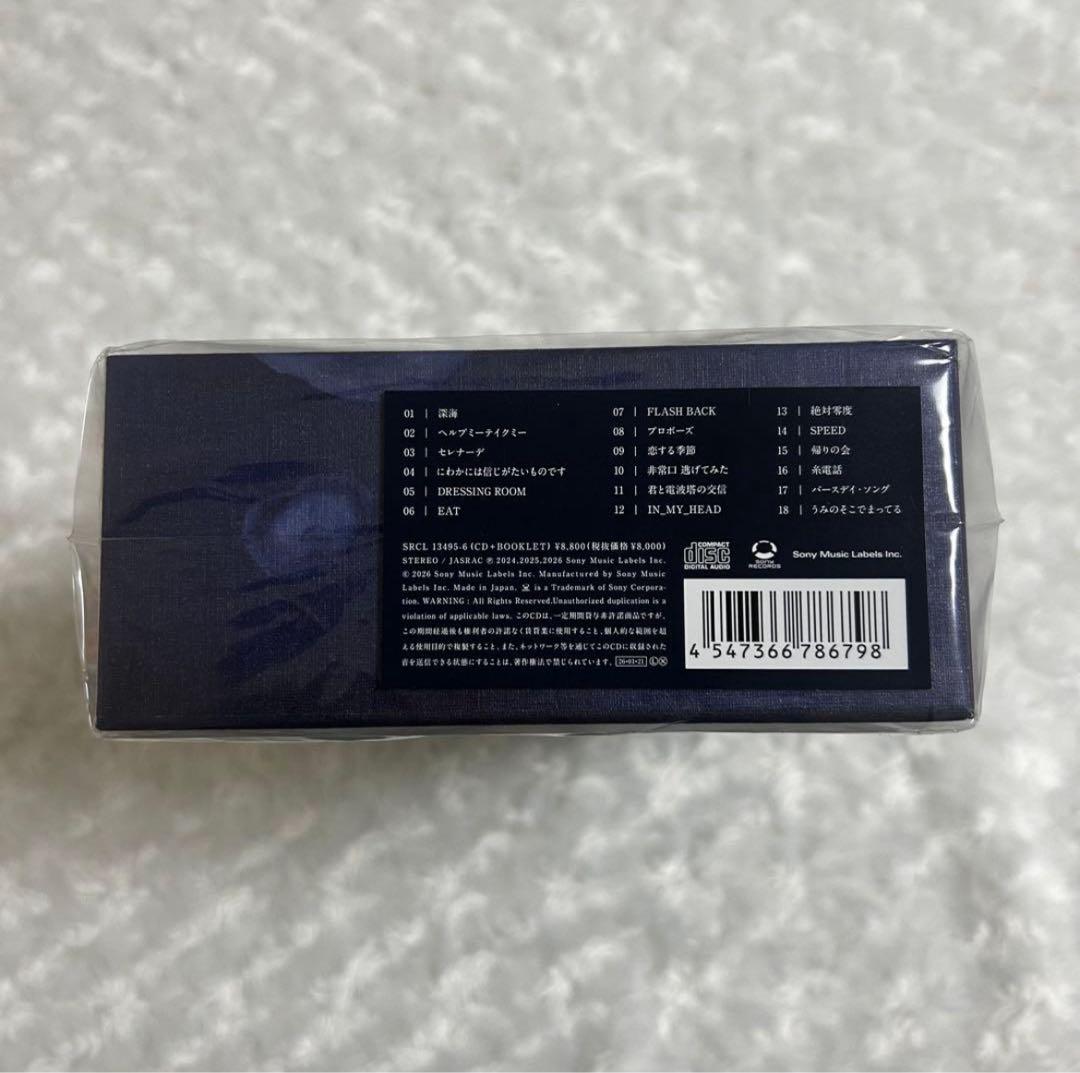 01 | 深海
02 | ヘルプミーテイクミー
03 | セレナーデ
04 | にわかには信じがたいものです
05 | DRESSING ROOM
06 | EAT
07 | FLASH BACK
08 | プロポーズ
09 | 恋する季節
10 | 非常口 逃げてみた
11 | 君と電波塔の交信
12 | IN_MY_HEAD
13 | 絶対零度
14 | SPEED
15 | 帰りの会
16 | 糸電話
17 | バースデイ・ソング
18 | うみのそこでまってる
SRCL 13495-6 (CD+BOOKLET) ¥8,800(税抜価格 ¥8,000)
STEREO / JASRAC ℗ 2024,2025,2026 Sony Music Labels Inc.
© 2026 Sony Music Labels Inc. Manufactured by Sony Music
Labels Inc. Made in Japan. is a Trademark of Sony Corpora-
tion. WARNING : All Rights Reserved.Unauthorized duplication is a
violation of applicable laws. このCDは、一定期間貸与非許諾商品ですが、
この期間経過後も権利者の許諾なく賃貸業に使用すること、個人的な範囲を超
える使用目的で複製すること、また、ネットワーク等を通じてこのCDに収録された
音を送信できる状態にすることは、著作権法で禁じられています。 26•01•21 Ⓛ Ⓧ
COMPACT
disc
DIGITAL AUDIO
SONY
RECORDS
Sony Music Labels Inc.
4 547366 786798